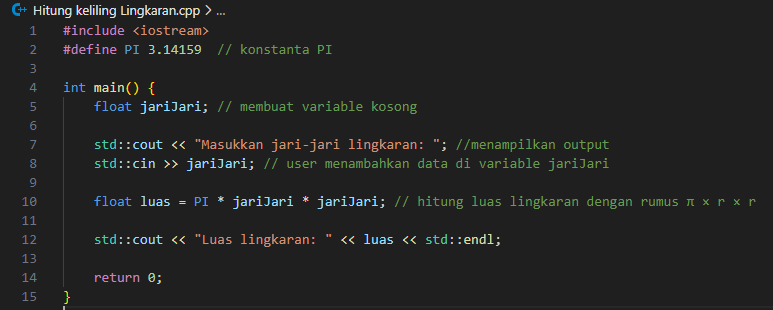 Hitung keliling Lingkaran.cpp > ...
1 #include <iostream>
2 #define PI 3.14159  // konstanta PI
3
4 int main() {
5     float jariJari; // membuat variable kosong
6
7     std::cout << "Masukkan jari-jari lingkaran: "; //menampilkan output
8     std::cin >> jariJari; // user menambahkan data di variable jariJari
9
10     float luas = PI * jariJari * jariJari; // hitung luas lingkaran dengan rumus π × r × r
11
12     std::cout << "Luas lingkaran: " << luas << std::endl;
13
14     return 0;
15 }